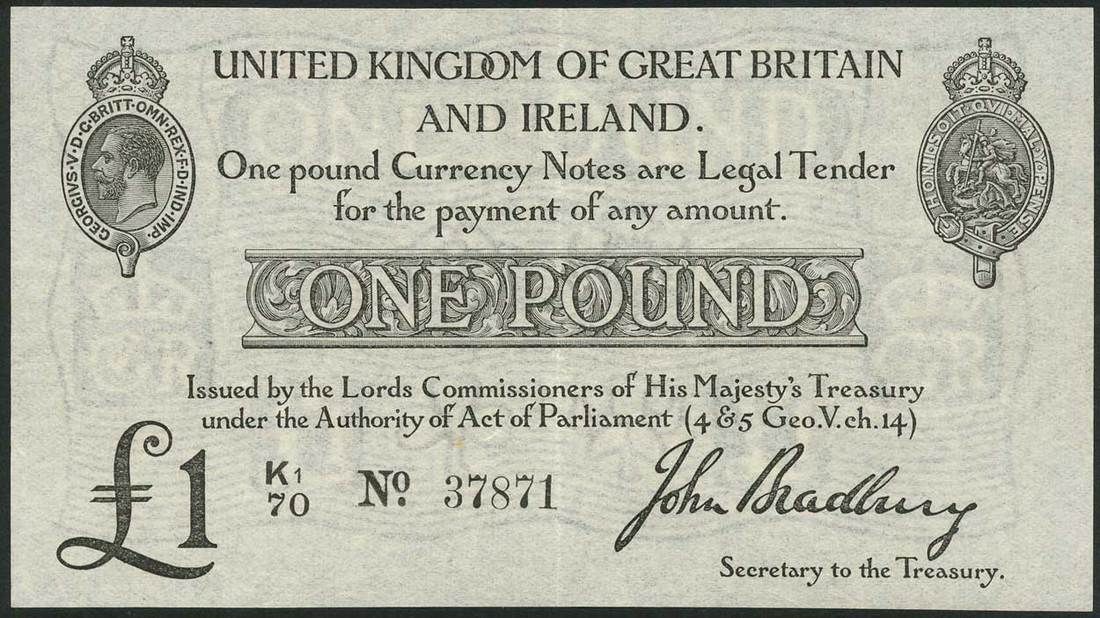 UNITED KINGDOM OF GREAT BRITAIN
AND IRELAND.
GEORGIVS·V·D·G·BRITT·OMN·REX·F·D·IND·IMP.
HONI·SOIT·QVI·MAL·Y·PENSE
One pound Currency Notes are Legal Tender
for the payment of any amount.
ONE POUND
Issued by the Lords Commissioners of His Majesty's Treasury
under the Authority of Act of Parliament (4 & 5 Geo.V.ch.14)
£1
K1
70
No 37871
John Bradbury
Secretary to the Treasury.